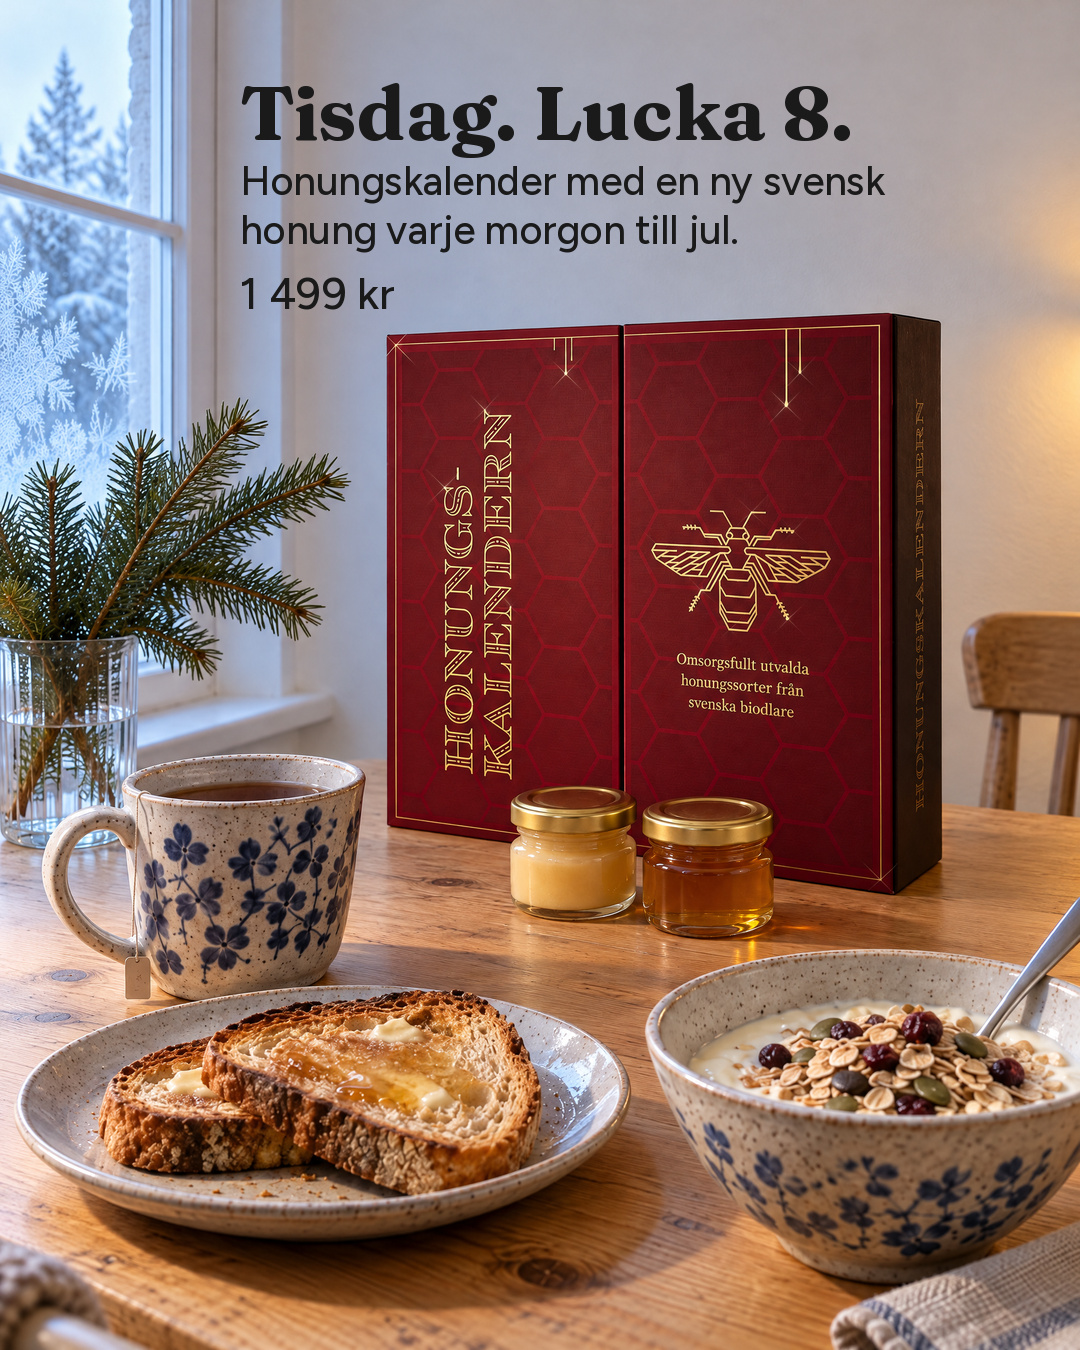 Tisdag. Lucka 8.
Honungskalender med en ny svensk
honung varje morgon till jul.
1 499 kr
HONUNGS-
KALENDERN
Omsorgsfullt utvalda
honungssorter från
svenska biodlare
HONUNGSKALENDERN